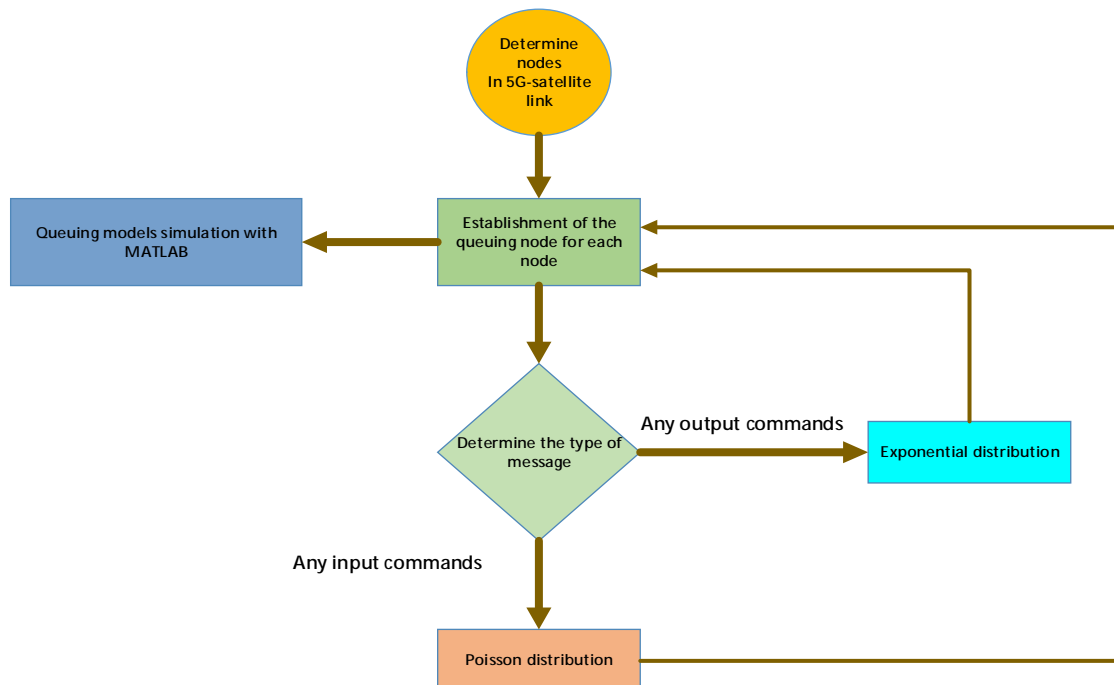 Determine
nodes
In 5G-satellite
link
Queuing models simulation with
MATLAB
Establishment of the
queuing node for each
node
Any output commands
Determine the type of
message
Exponential distribution
Any input commands
Poisson distribution